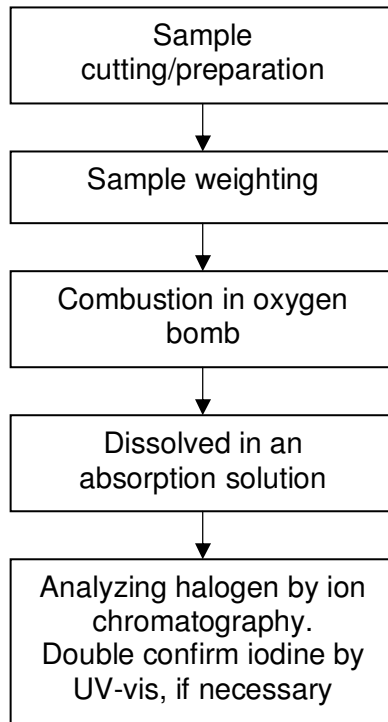 Sample
cutting/preparation
Sample weighting
Combustion in oxygen
bomb
Dissolved in an
absorption solution
Analyzing halogen by ion
chromatography.
Double confirm iodine by
UV-vis, if necessary